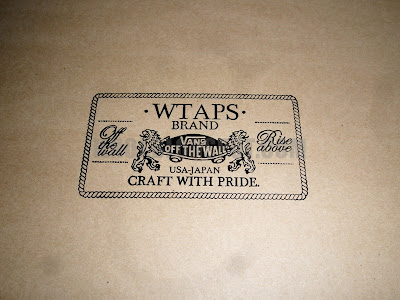 ·WTAPS·
BRAND
Off the wall
VANS
"OFF THE WALL"
Rise above
USA-JAPAN
CRAFT WITH PRIDE.